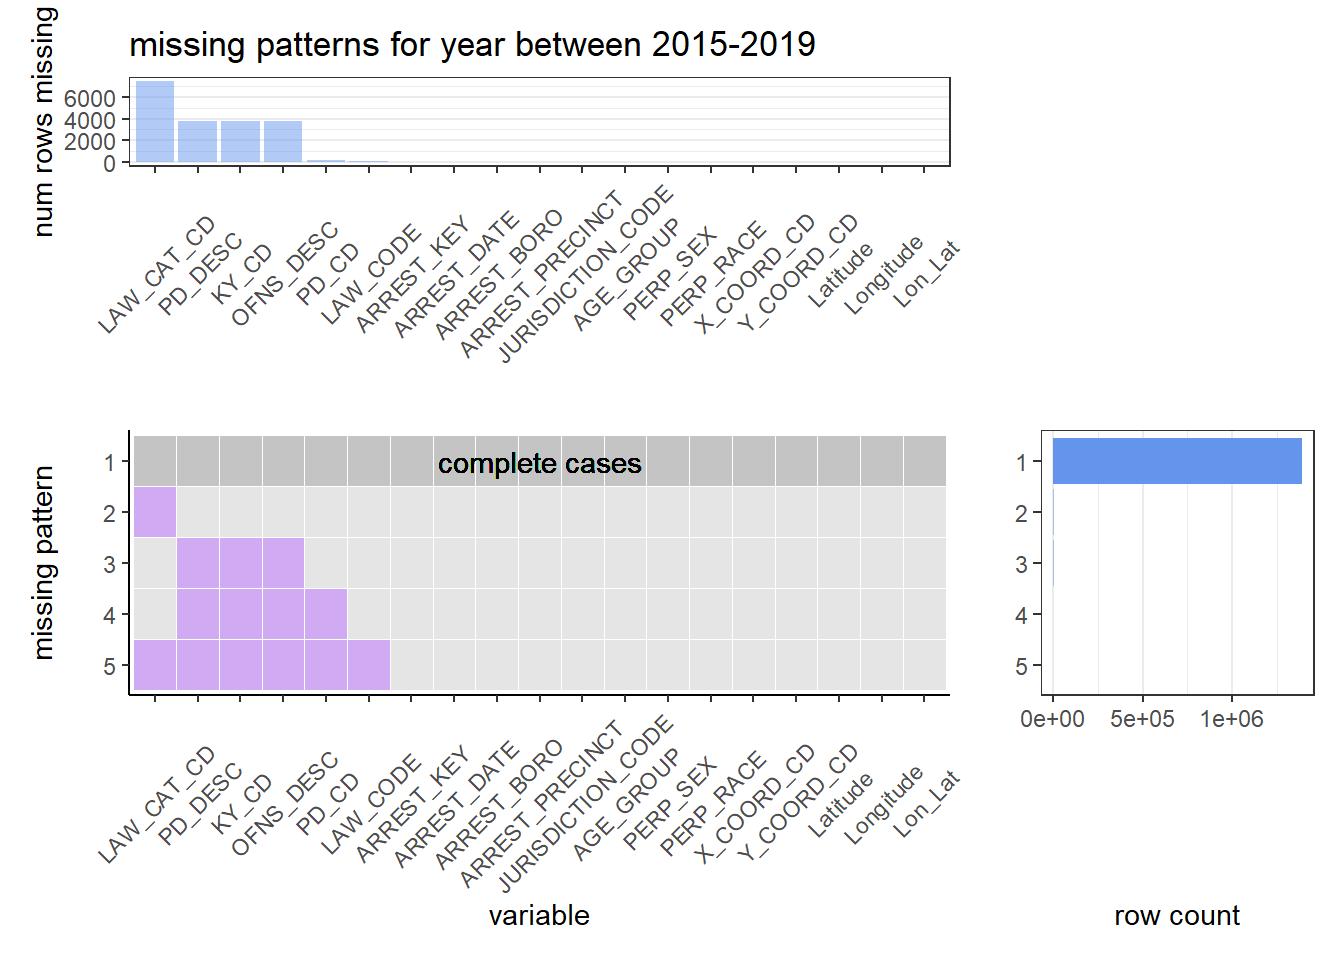 missing patterns for year between 2015-2019
num rows missing
6000
4000
2000
0
LAW_CAT_CD
PD_DESC
KY_CD
OFNS_DESC
PD_CD
LAW_CODE
ARREST_KEY
ARREST_DATE
ARREST_BORO
ARREST_PRECINCT
JURISDICTION_CODE
AGE_GROUP
PERP_SEX
PERP_RACE
X_COORD_CD
Y_COORD_CD
Latitude
Longitude
Lon_Lat
missing pattern
1
2
3
4
5
complete cases
LAW_CAT_CD
PD_DESC
KY_CD
OFNS_DESC
PD_CD
LAW_CODE
ARREST_KEY
ARREST_DATE
ARREST_BORO
ARREST_PRECINCT
JURISDICTION_CODE
AGE_GROUP
PERP_SEX
PERP_RACE
X_COORD_CD
Y_COORD_CD
Latitude
Longitude
Lon_Lat
variable
1
2
3
4
5
0e+00 5e+05 1e+06
row count